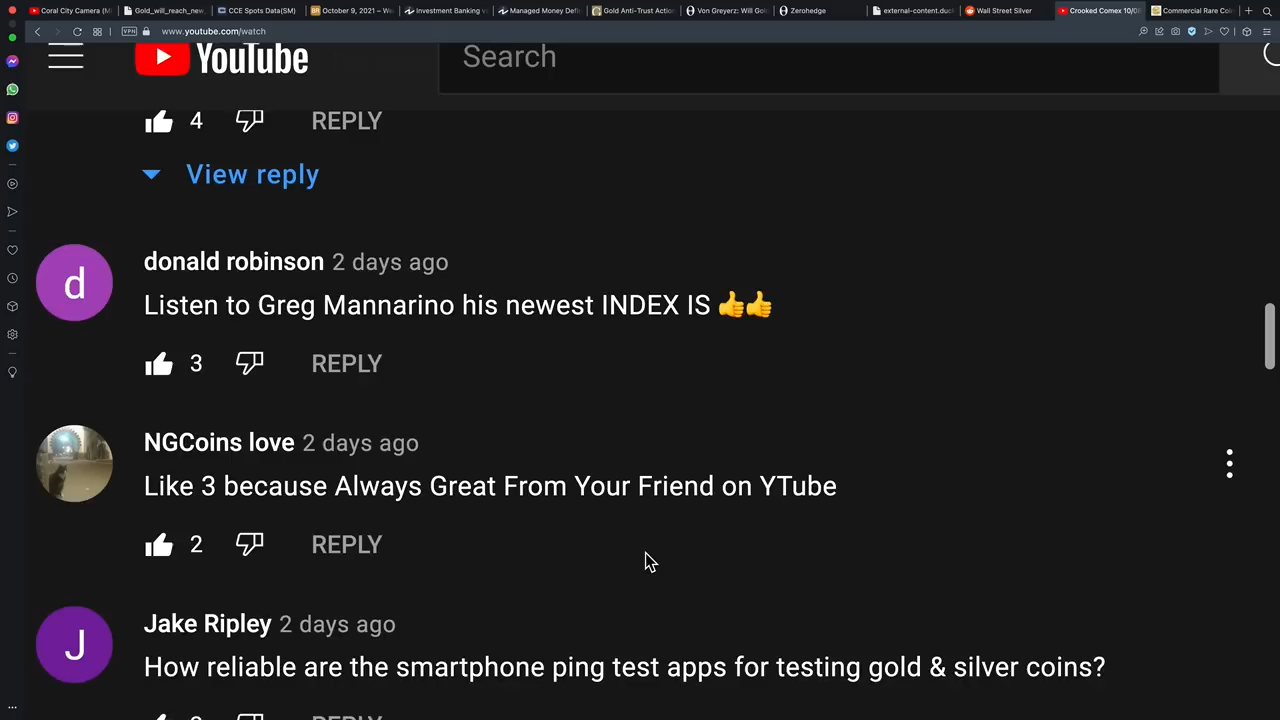 Coral City Camera (M
Gold_will_reach_new_
CCE Spots Data(SM)
October 9, 2021 – Wa
Investment Banking v
Managed Money Defin
Gold Anti-Trust Action
Von Greyerz: Will Gol
Zerohedge
external-content.duck
Wall Street Silver
Crooked Comex 10/0
Commercial Rare Coi
VPN
www.youtube.com/watch
YouTube
Search
4 REPLY
View reply
donald robinson 2 days ago
Listen to Greg Mannarino his newest INDEX IS 👍👍
3 REPLY
NGCoins love 2 days ago
Like 3 because Always Great From Your Friend on YTube
2 REPLY
J
Jake Ripley 2 days ago
How reliable are the smartphone ping test apps for testing gold & silver coins?
REPLY